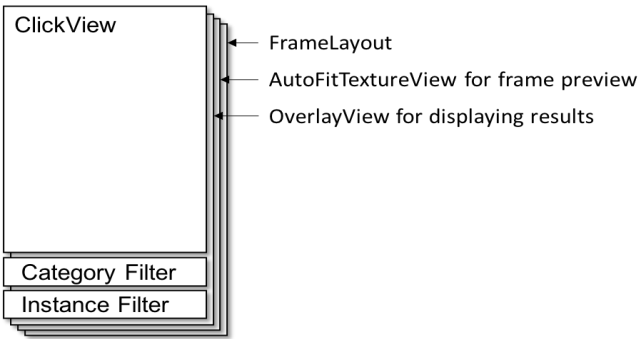 ClickView
FrameLayout
AutoFitTextureView for frame preview
OverlayView for displaying results
Category Filter
Instance Filter